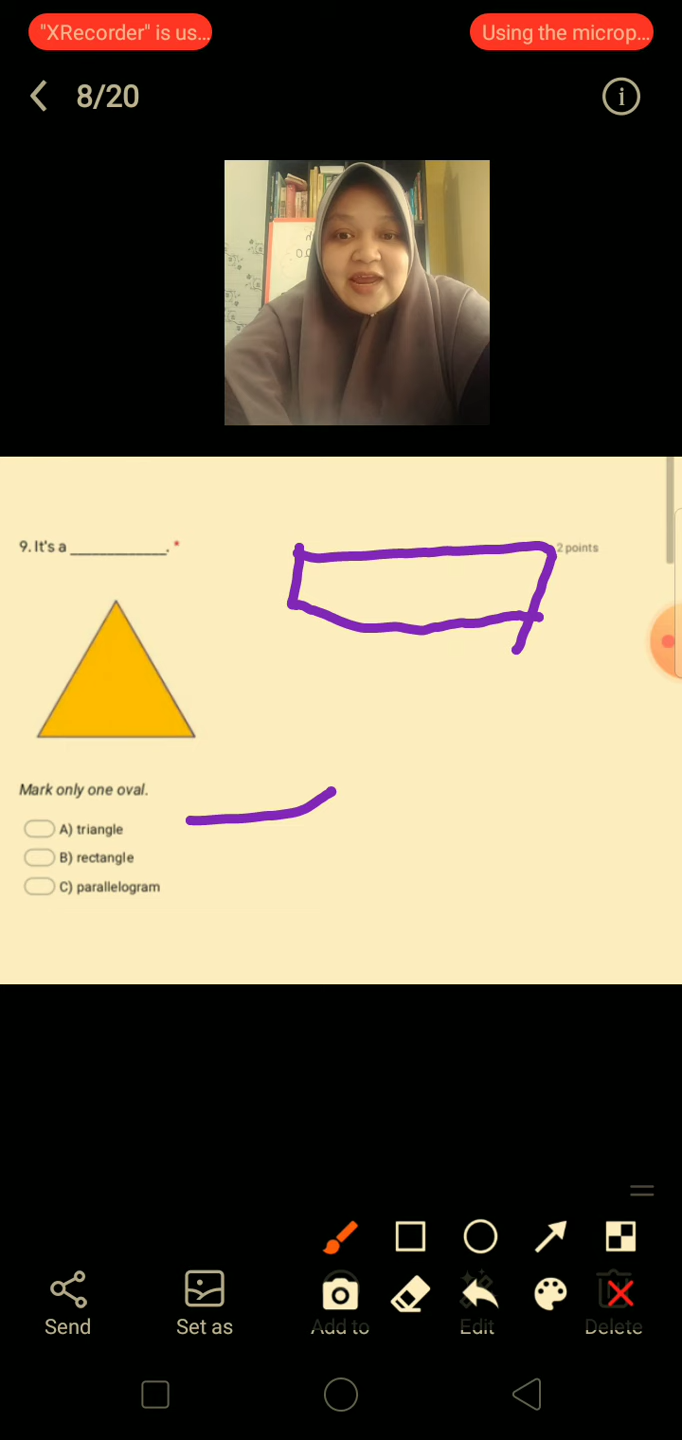 "XRecorder" is us...
Using the microp...
8/20
9. It's a ____________. *
2 points
Mark only one oval.
A) triangle
B) rectangle
C) parallelogram
Send
Set as
Add to
Edit
Delete